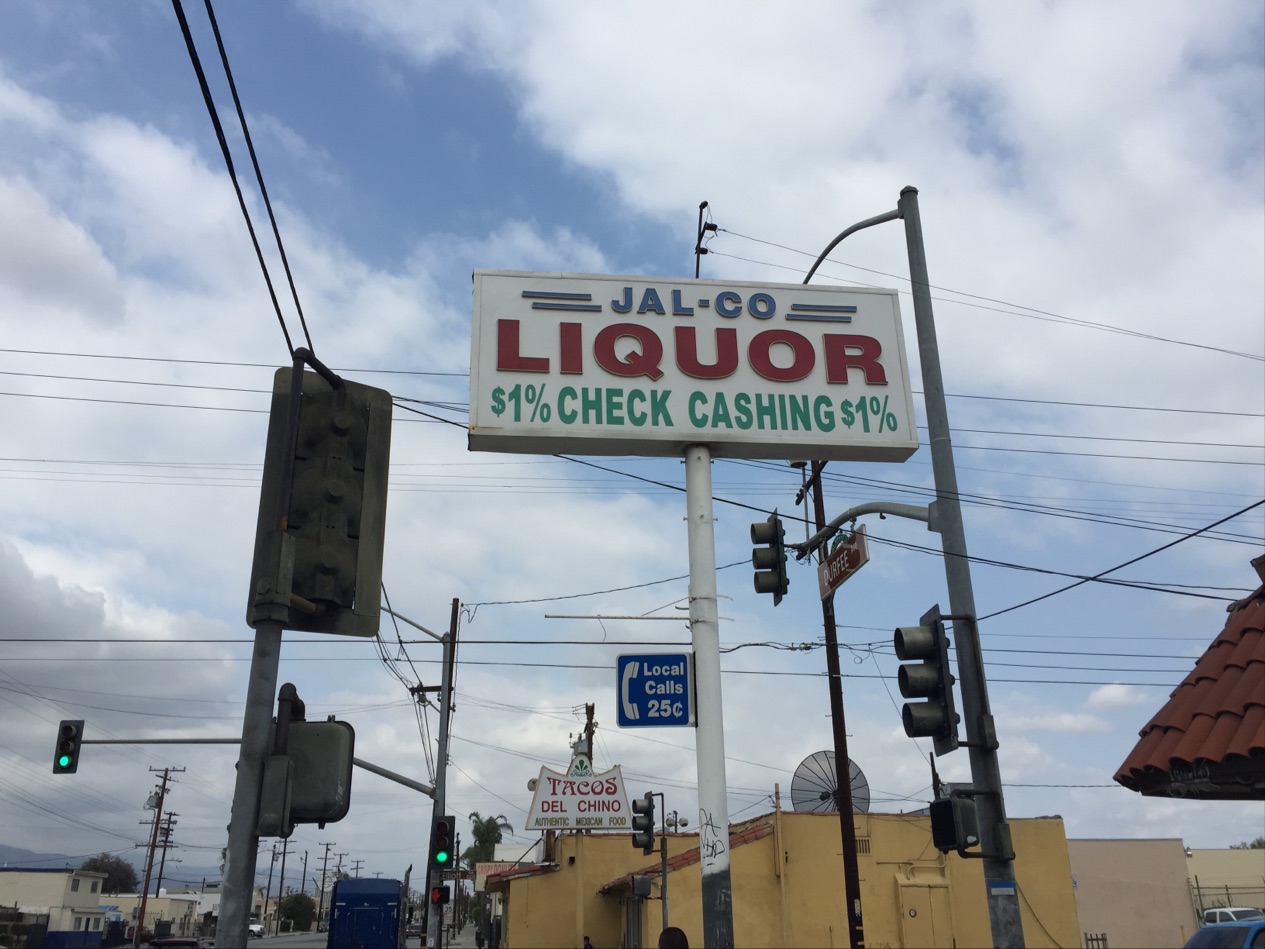 JAL-CO
LIQUOR
$1% CHECK CASHING $1%
DURFEE
Local
Calls
25¢
TACOS
DEL CHINO
AUTHENTIC MEXICAN FOOD